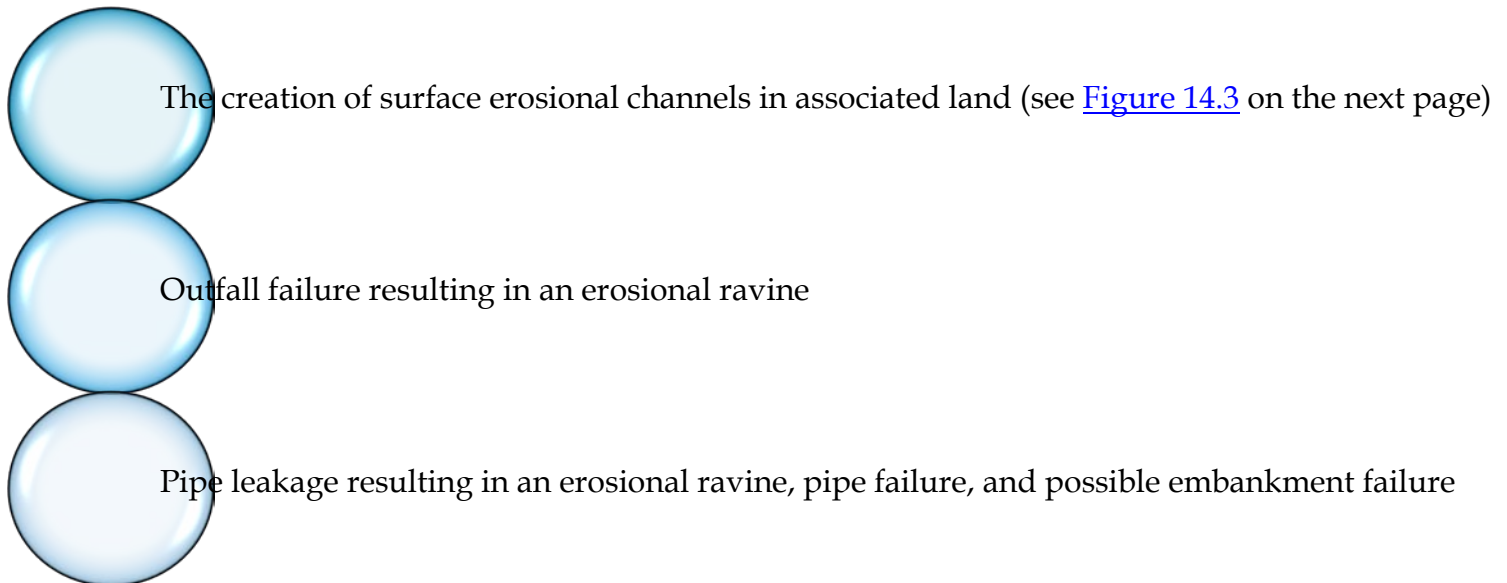 The creation of surface erosional channels in associated land (see Figure 14.3 on the next page)
Outfall failure resulting in an erosional ravine
Pipe leakage resulting in an erosional ravine, pipe failure, and possible embankment failure